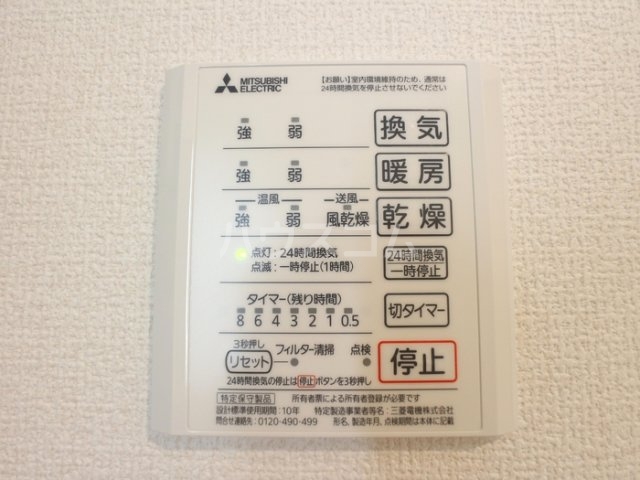 MITSUBISHI
ELECTRIC
【お願い】室内環境維持のため、通常は
24時間換気を停止させないでください
強 弱 換気
強 弱 暖房
温風 送風
強 弱 風乾燥 乾燥
点灯:24時間換気
点滅:一時停止(1時間)
24時間換気
一時停止
タイマー(残り時間)
8 6 4 3 2 1 0.5
切タイマー
3秒押し
リセット フィルター清掃 点検
停止
24時間換気の停止は停止ボタンを3秒押し
特定保守製品 所有者票による所有者登録が必要です
設計標準使用期間:10年 特定製造事業者等名:三菱電機株式会社
問合せ連絡先:0120-490-499 形名、製造年月、点検期間は本体に記載
ハウスコム